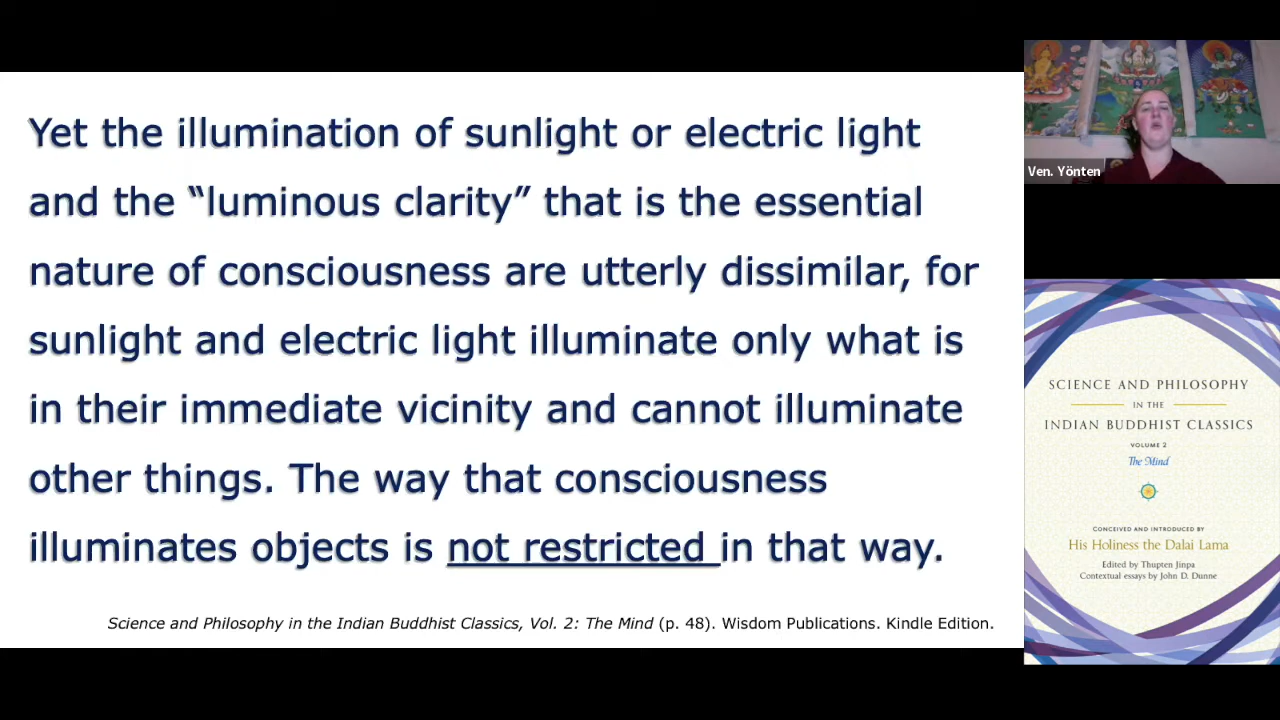 Yet the illumination of sunlight or electric light
and the “luminous clarity” that is the essential
nature of consciousness are utterly dissimilar, for
sunlight and electric light illuminate only what is
in their immediate vicinity and cannot illuminate
other things. The way that consciousness
illuminates objects is not restricted in that way.
Science and Philosophy in the Indian Buddhist Classics, Vol. 2: The Mind (p. 48). Wisdom Publications. Kindle Edition.
Ven. Yönten
SCIENCE AND PHILOSOPHY
IN THE
INDIAN BUDDHIST CLASSICS
VOLUME 2
The Mind
CONCEIVED AND INTRODUCED BY
His Holiness the Dalai Lama
Edited by Thupten Jinpa
Contextual essays by John D. Dunne